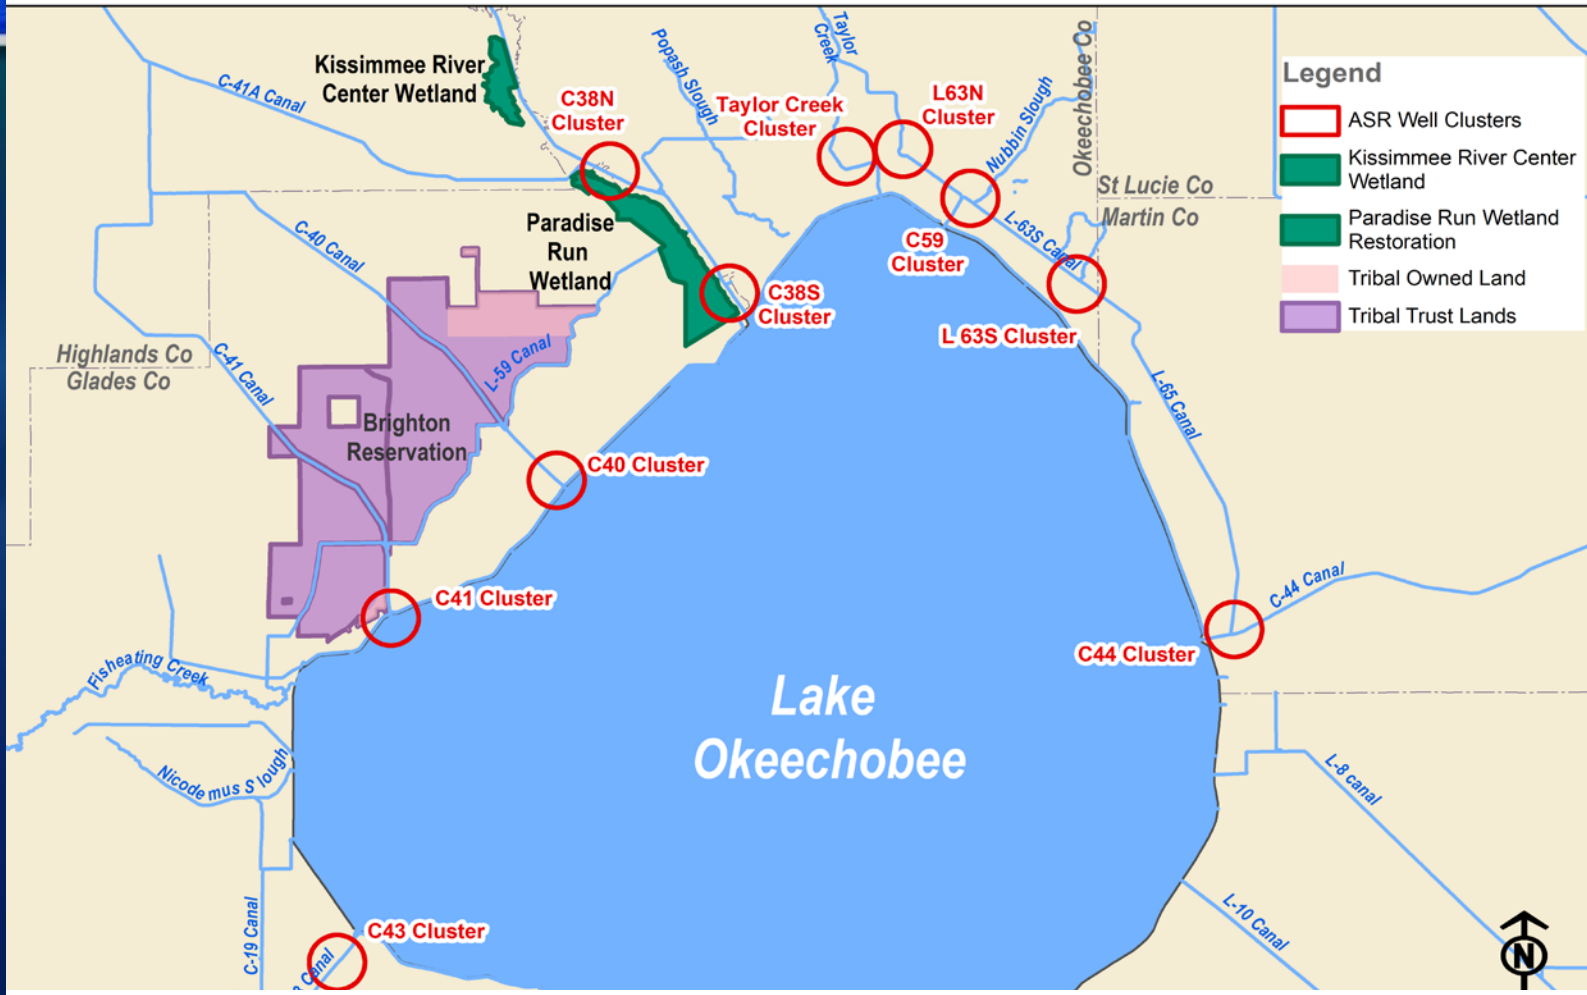 Kissimmee River
Center Wetland
C-41A Canal
C38N
Cluster
Popash Slough
Taylor
Creek
Taylor Creek
Cluster
L63N
Cluster
Nubbin Slough
Okeechobee Co
St Lucie Co
Martin Co
Legend
ASR Well Clusters
Kissimmee River Center
Wetland
Paradise Run Wetland
Restoration
Tribal Owned Land
Tribal Trust Lands
C-40 Canal
Paradise
Run
Wetland
C59
Cluster
L-63S Canal
C38S
Cluster
L 63S Cluster
Highlands Co
Glades Co
C-41 Canal
L-59 Canal
L-65 Canal
Brighton
Reservation
C40 Cluster
C41 Cluster
C-44 Canal
C44 Cluster
Fisheating Creek
Lake
Okeechobee
Nicodemus Slough
L-8 canal
C-19 Canal
C43 Cluster
Canal
L-10 Canal
N